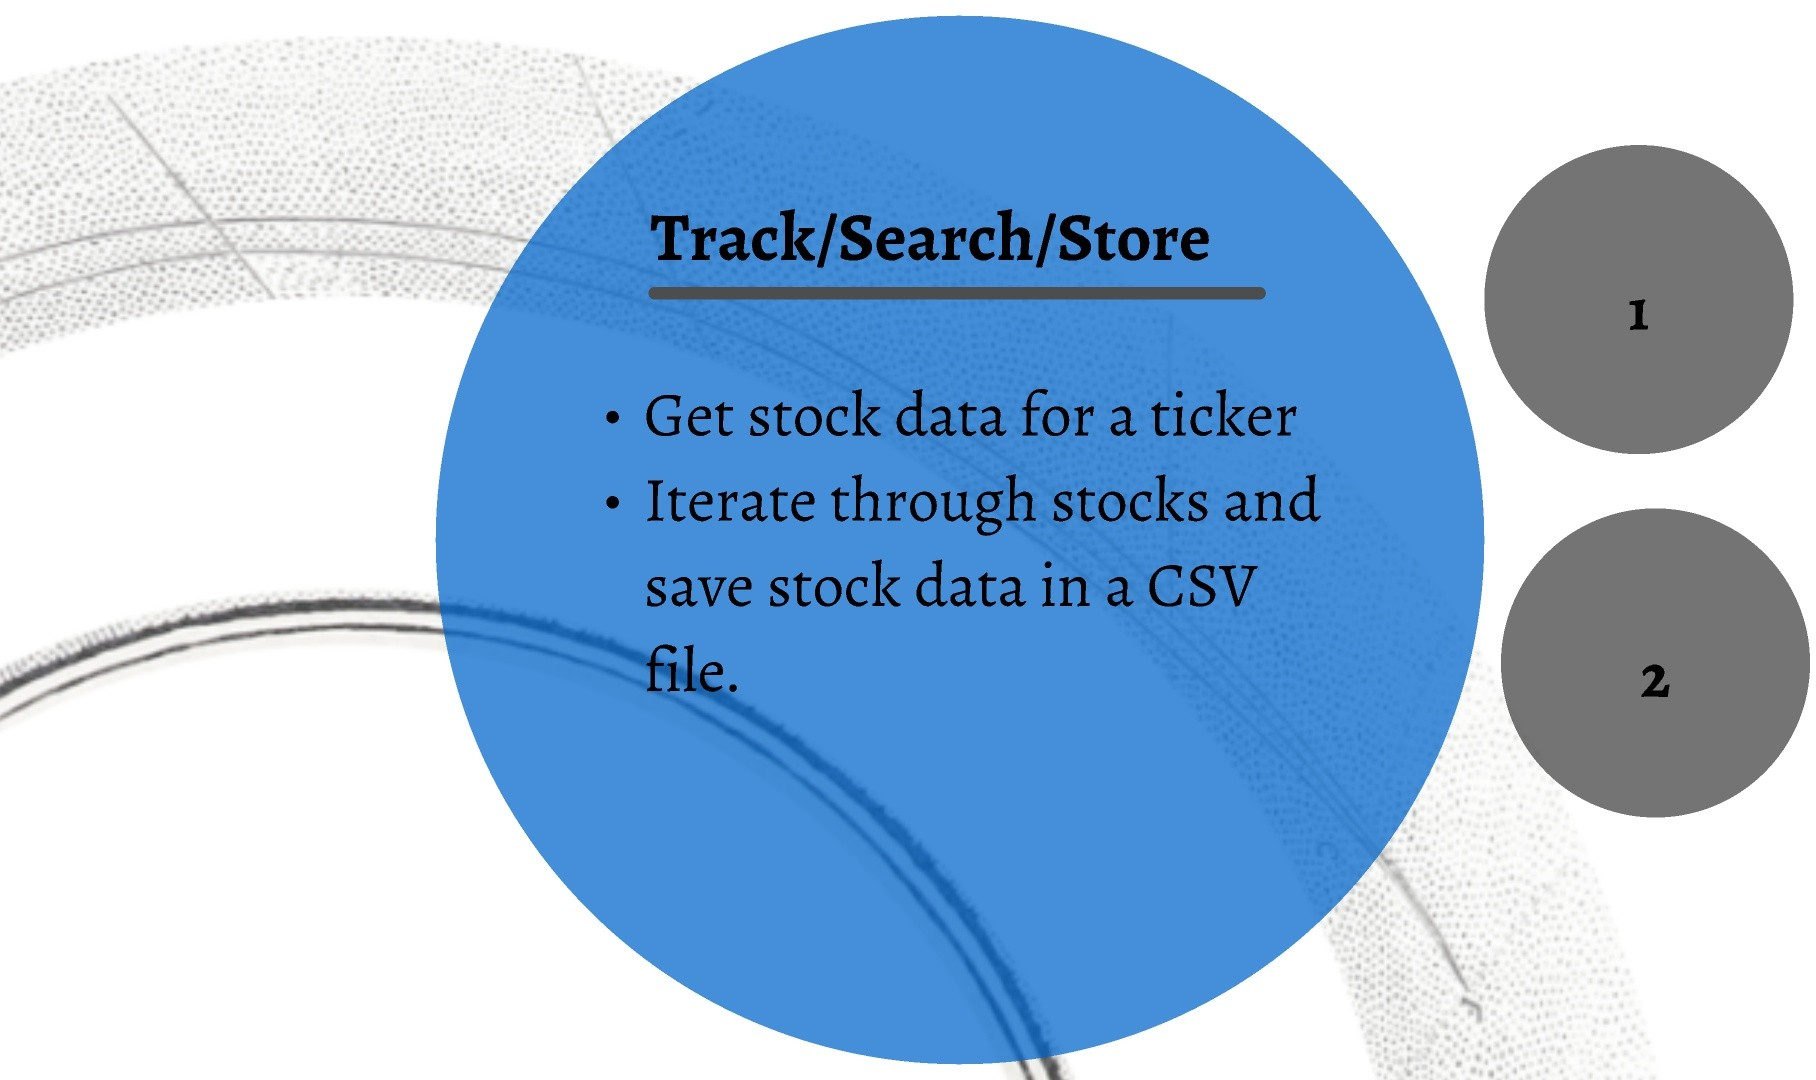 Track/Search/Store
• Get stock data for a ticker
• Iterate through stocks and
save stock data in a CSV
file.
1
2